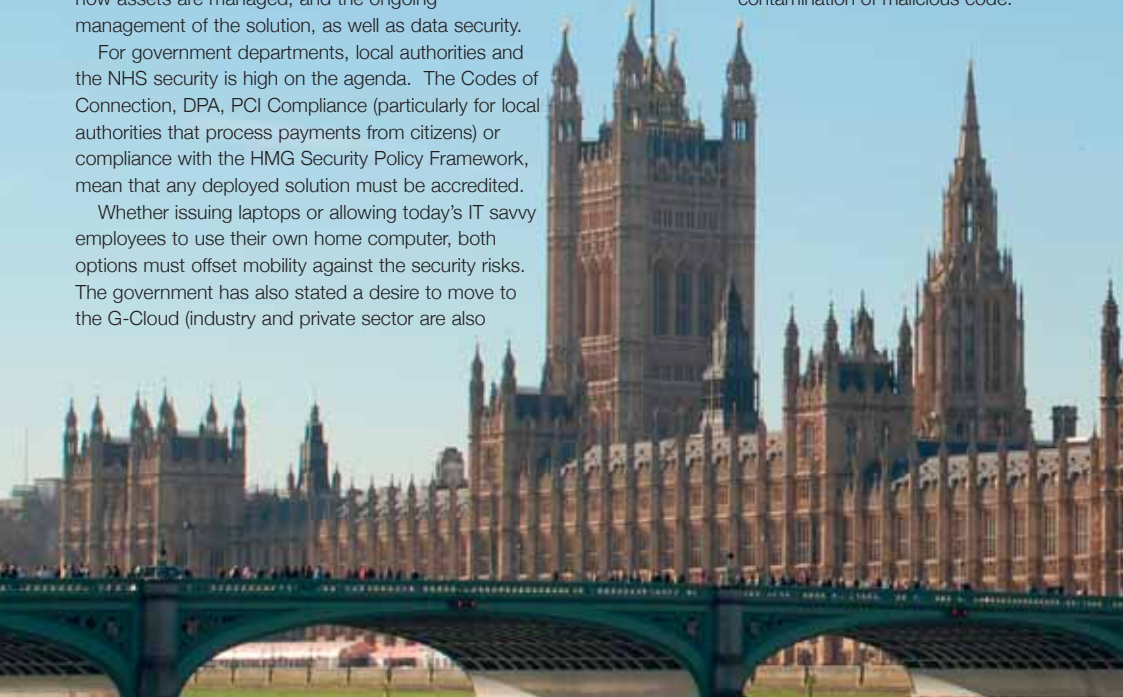 how assets are managed, and the ongoing
management of the solution, as well as data security.
For government departments, local authorities and
the NHS security is high on the agenda.  The Codes of
Connection, DPA, PCI Compliance (particularly for local
authorities that process payments from citizens) or
compliance with the HMG Security Policy Framework,
mean that any deployed solution must be accredited.
Whether issuing laptops or allowing today's IT savvy
employees to use their own home computer, both
options must offset mobility against the security risks.
The government has also stated a desire to move to
the G-Cloud (industry and private sector are also
contamination of malicious code.